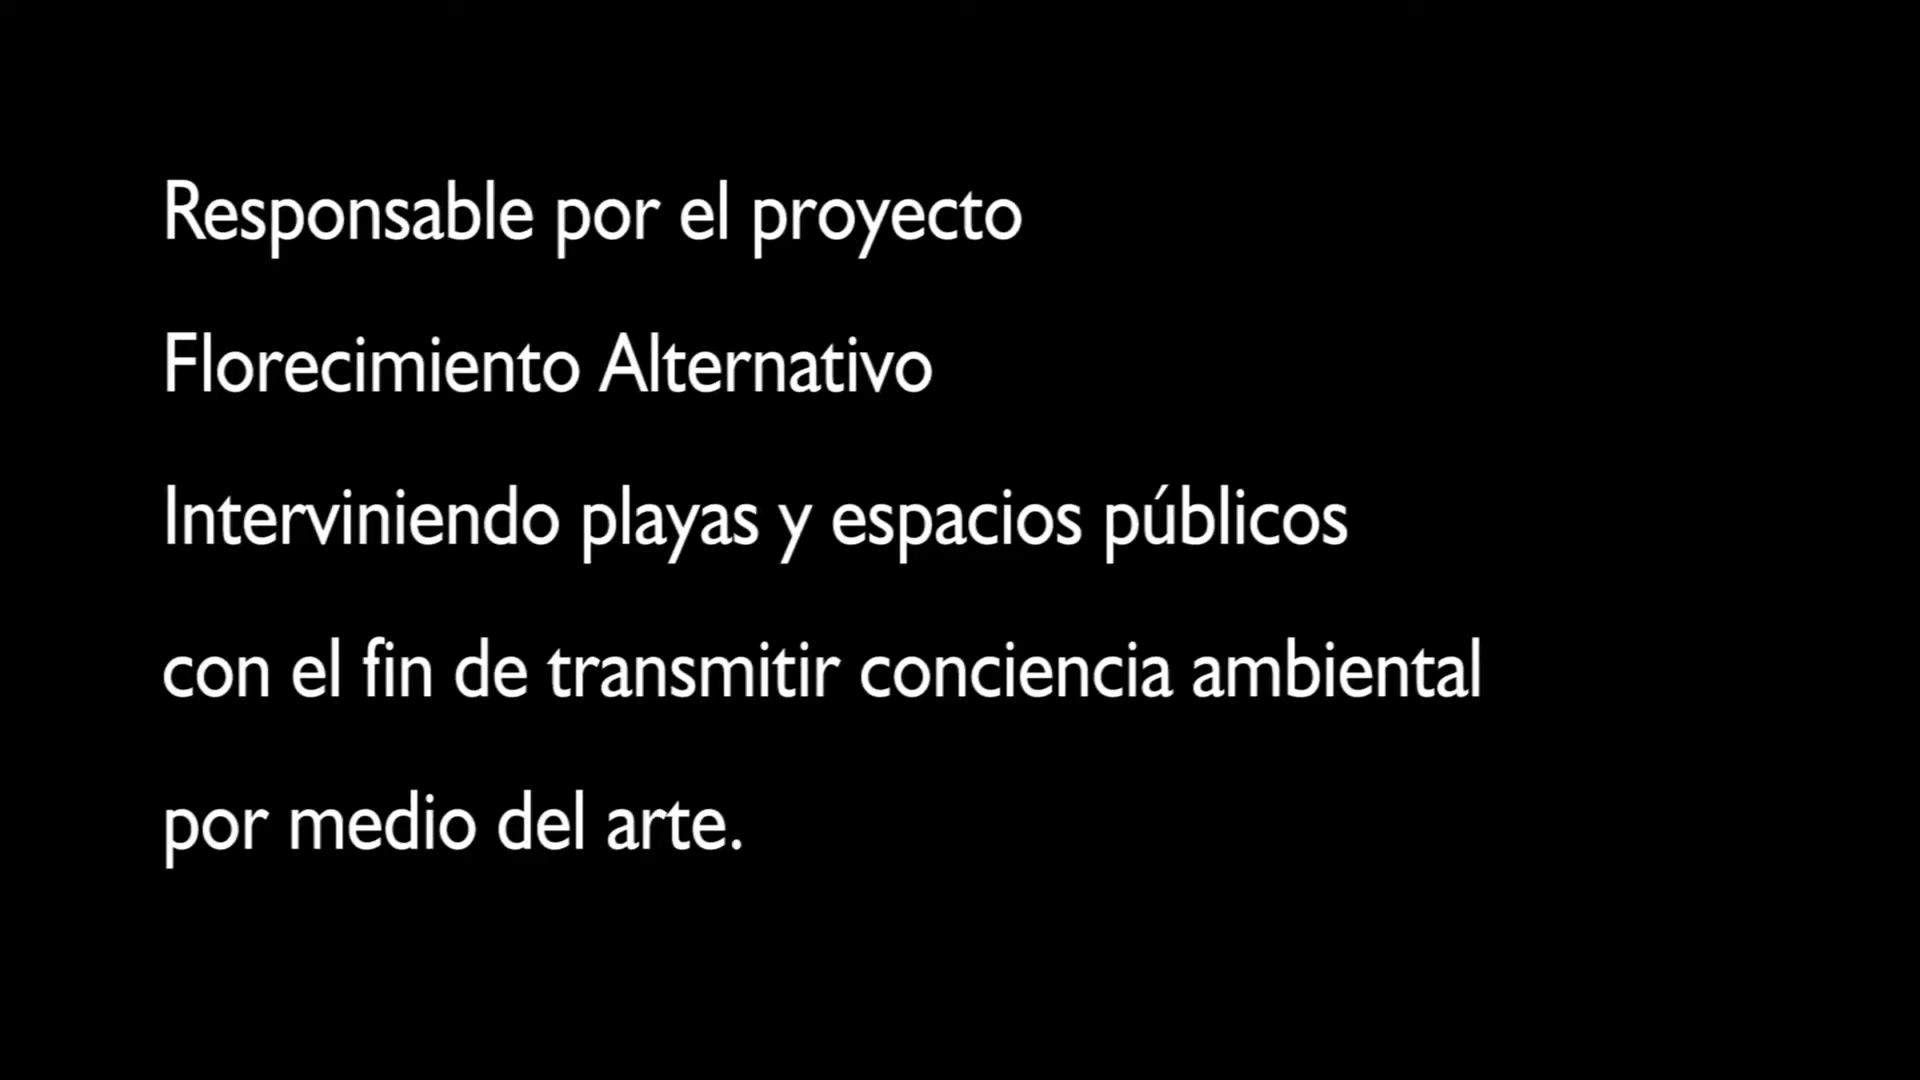 Responsable por el proyecto
Florecimiento Alternativo
Interviniendo playas y espacios públicos
con el fin de transmitir conciencia ambiental
por medio del arte.